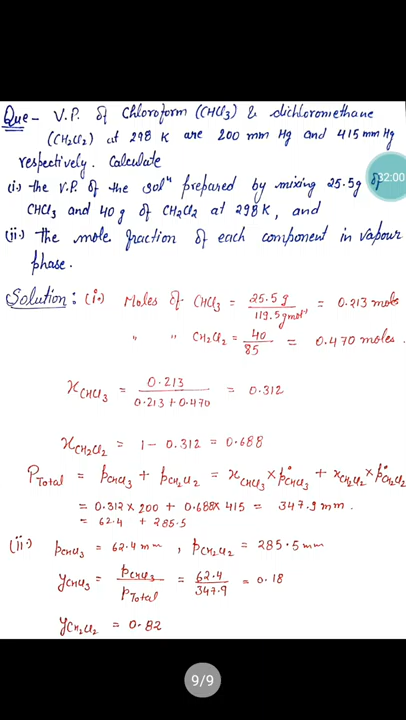 Que - V.P. of Chloroform (CHCl3) & dichloromethane
(CH2Cl2) at 298 K are 200 mm Hg and 415 mm Hg
respectively. Calculate
(i.) the V.P. of the solⁿ prepared by mixing 25.5g of
32:00
CHCl3 and 40 g of CH2Cl2 at 298 K, and
(ii.) The mole fraction of each component in vapour
phase.
Solution : (i.) Moles of CHCl3 = 25.5 g / 119.5 gmol⁻¹ = 0.213 mols
" " CH2Cl2 = 40 / 85 = 0.470 moles.
xCHCl3 = 0.213 / 0.213 + 0.470 = 0.312
xCH2Cl2 = 1 - 0.312 = 0.688
PTotal = pCHCl3 + pCH2Cl2 = xCHCl3 × p°CHCl3 + xCH2Cl2 × p°CH2Cl2
= 0.312 × 200 + 0.688 × 415 = 347.9 mm.
= 62.4 + 285.5
(ii.) pCHCl3 = 62.4 mm , pCH2Cl2 = 285.5 mm
yCHCl3 = pCHCl3 / pTotal = 62.4 / 347.9 = 0.18
yCH2Cl2 = 0.82
9/9